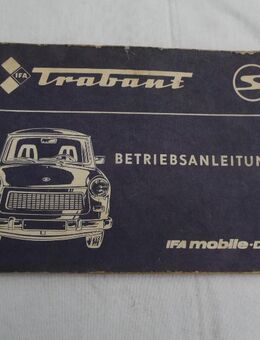 IFA Trabant S
BETRIEBSANLEITUN
IFA mobile-D